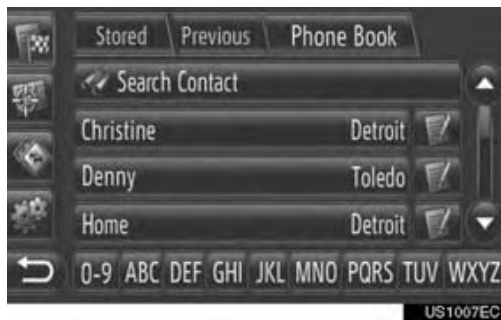 Stored Previous Phone Book
Search Contact
Christine Detroit
Denny Toledo
Home Detroit
0-9 ABC DEF GHI JKL MNO PQRS TUV WXYZ
US1007EC